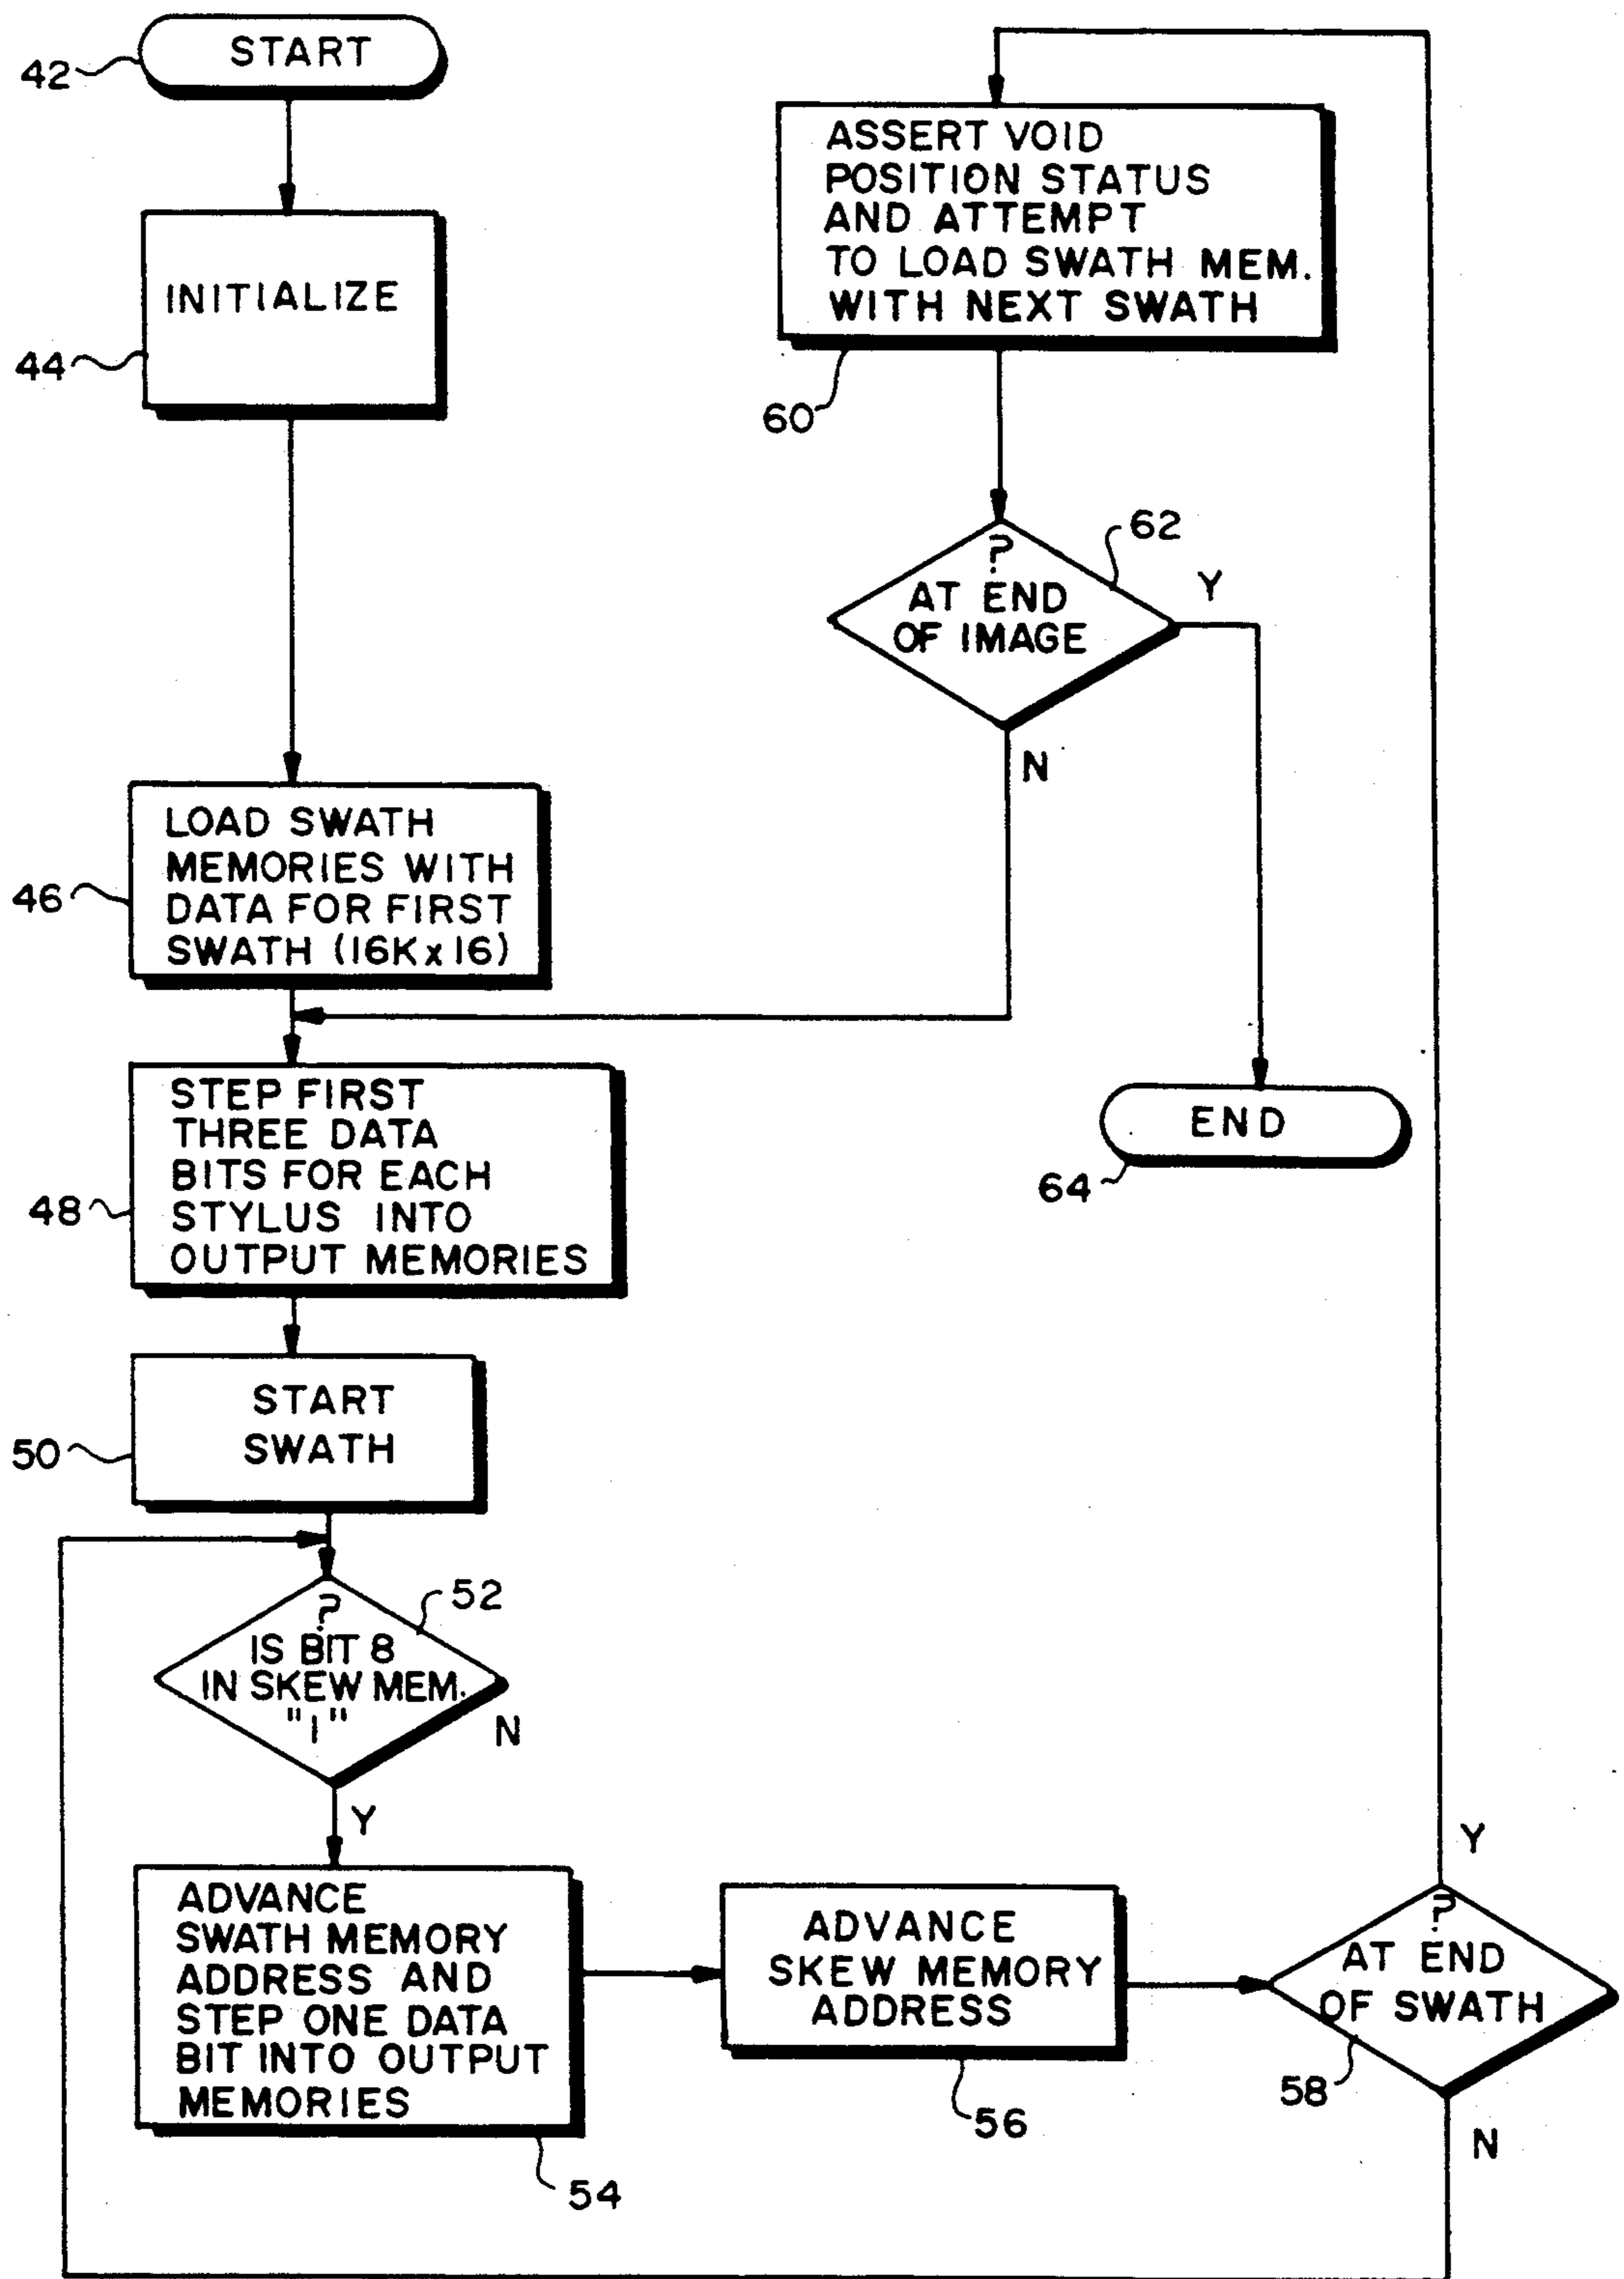 START
42
INITIALIZE
44
LOAD SWATH
MEMORIES WITH
DATA FOR FIRST
SWATH (16K x 16)
46
STEP FIRST
THREE DATA
BITS FOR EACH
STYLUS INTO
OUTPUT MEMORIES
48
START
SWATH
50
?
IS BIT 8
IN SKEW MEM.
"1"
52
N
Y
ADVANCE
SWATH MEMORY
ADDRESS AND
STEP ONE DATA
BIT INTO OUTPUT
MEMORIES
54
ADVANCE
SKEW MEMORY
ADDRESS
56
?
AT END
OF SWATH
58
Y
N
ASSERT VOID
POSITION STATUS
AND ATTEMPT
TO LOAD SWATH MEM.
WITH NEXT SWATH
60
?
AT END
OF IMAGE
62
Y
N
END
64